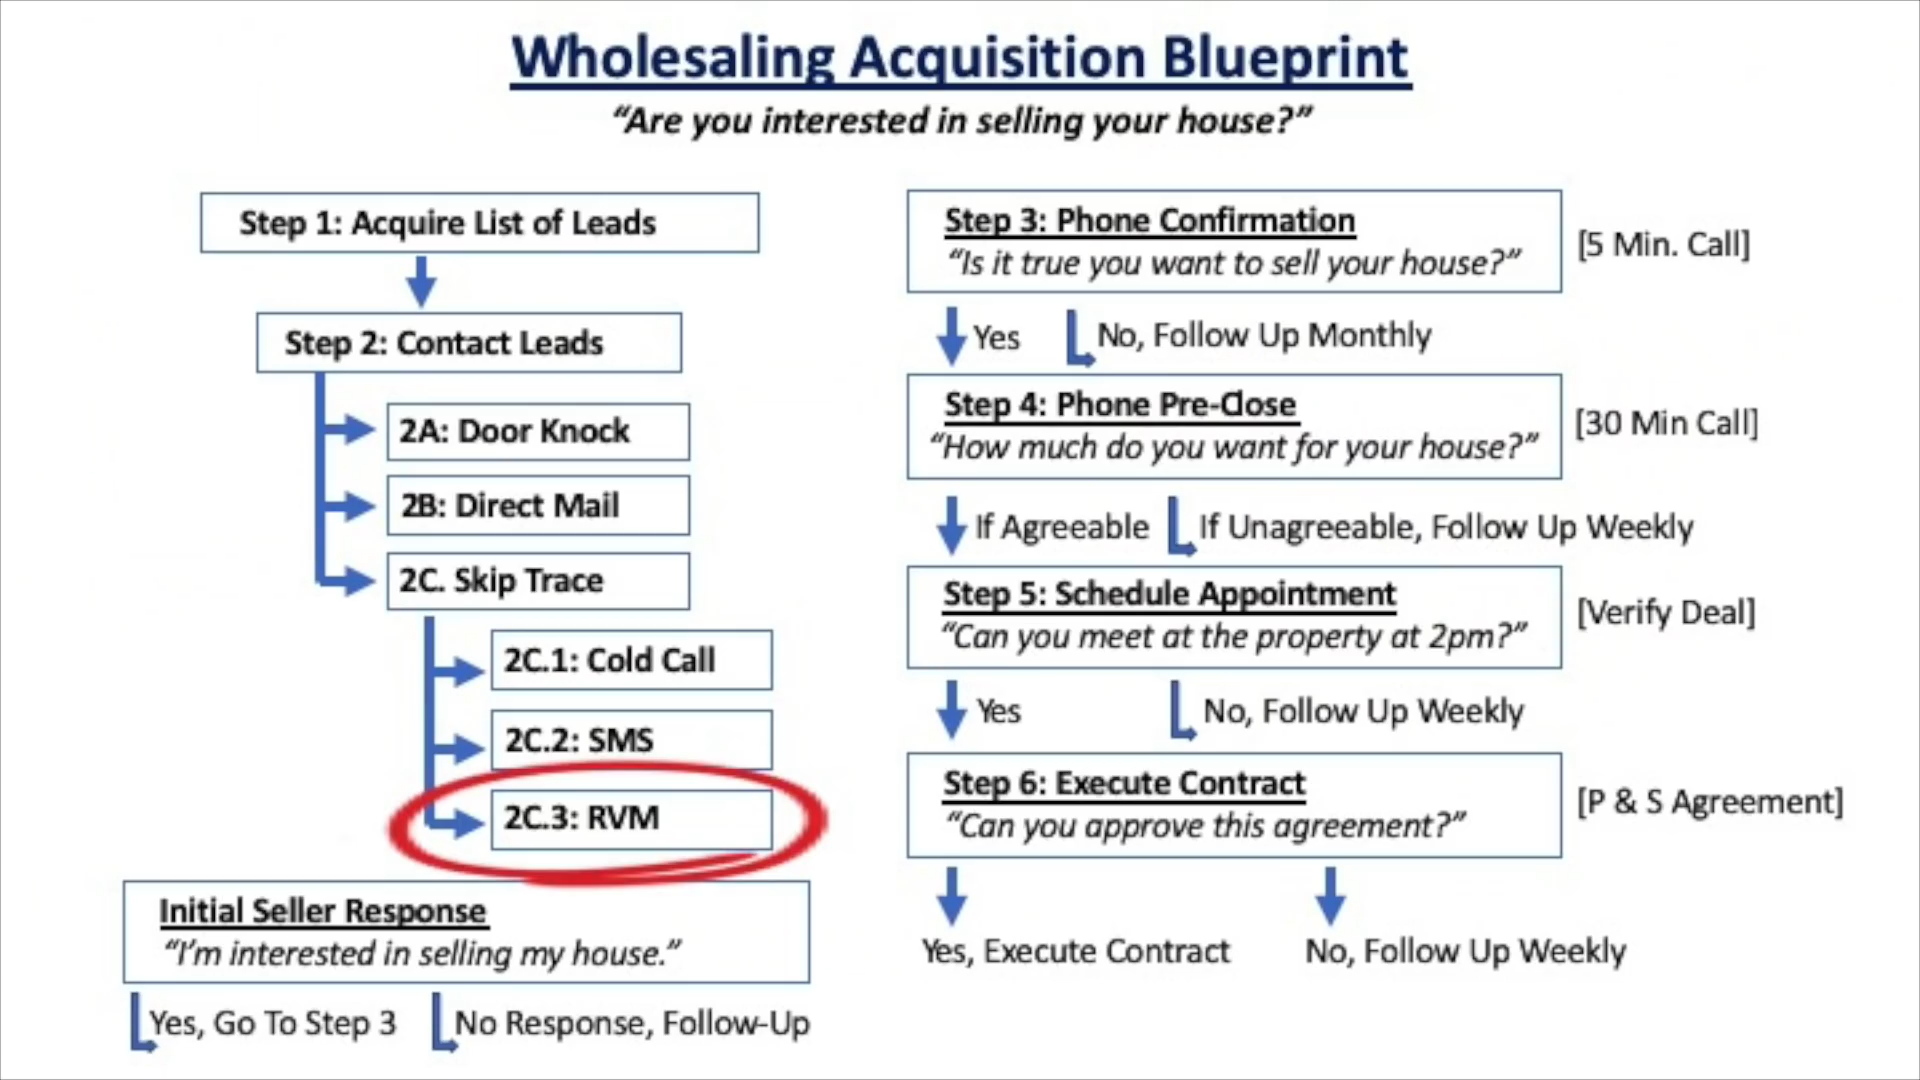 Wholesaling Acquisition Blueprint
“Are you interested in selling your house?”
Step 1: Acquire List of Leads
Step 2: Contact Leads
2A: Door Knock
2B: Direct Mail
2C. Skip Trace
2C.1: Cold Call
2C.2: SMS
2C.3: RVM
Initial Seller Response
“I’m interested in selling my house.”
Yes, Go To Step 3
No Response, Follow-Up
Step 3: Phone Confirmation
“Is it true you want to sell your house?”
[5 Min. Call]
Yes
No, Follow Up Monthly
Step 4: Phone Pre-Close
“How much do you want for your house?”
[30 Min Call]
If Agreeable
If Unagreeable, Follow Up Weekly
Step 5: Schedule Appointment
“Can you meet at the property at 2pm?”
[Verify Deal]
Yes
No, Follow Up Weekly
Step 6: Execute Contract
“Can you approve this agreement?”
[P & S Agreement]
Yes, Execute Contract
No, Follow Up Weekly